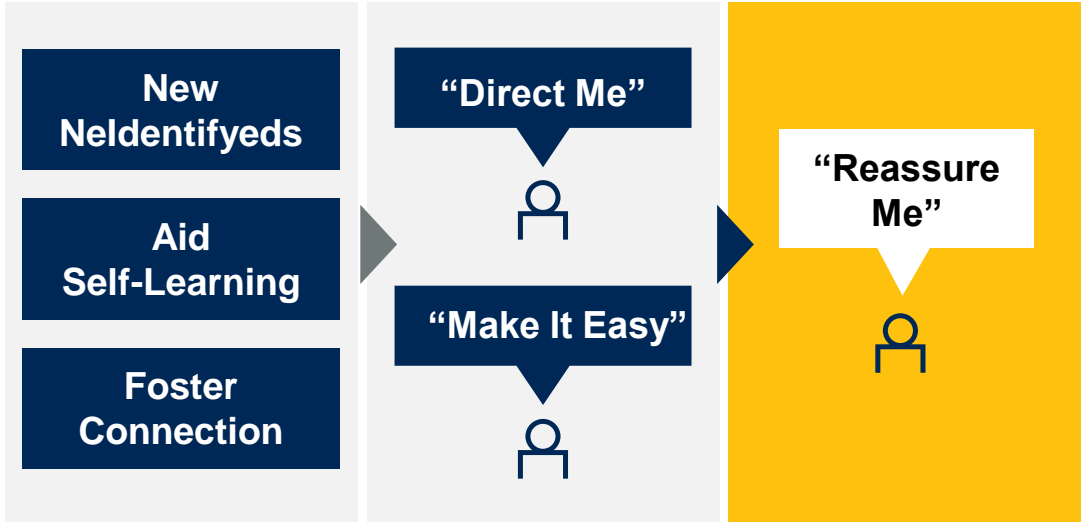 New
NeIdentifyeds
Aid
Self-Learning
Foster
Connection
“Direct Me”
“Make It Easy”
“Reassure
Me”